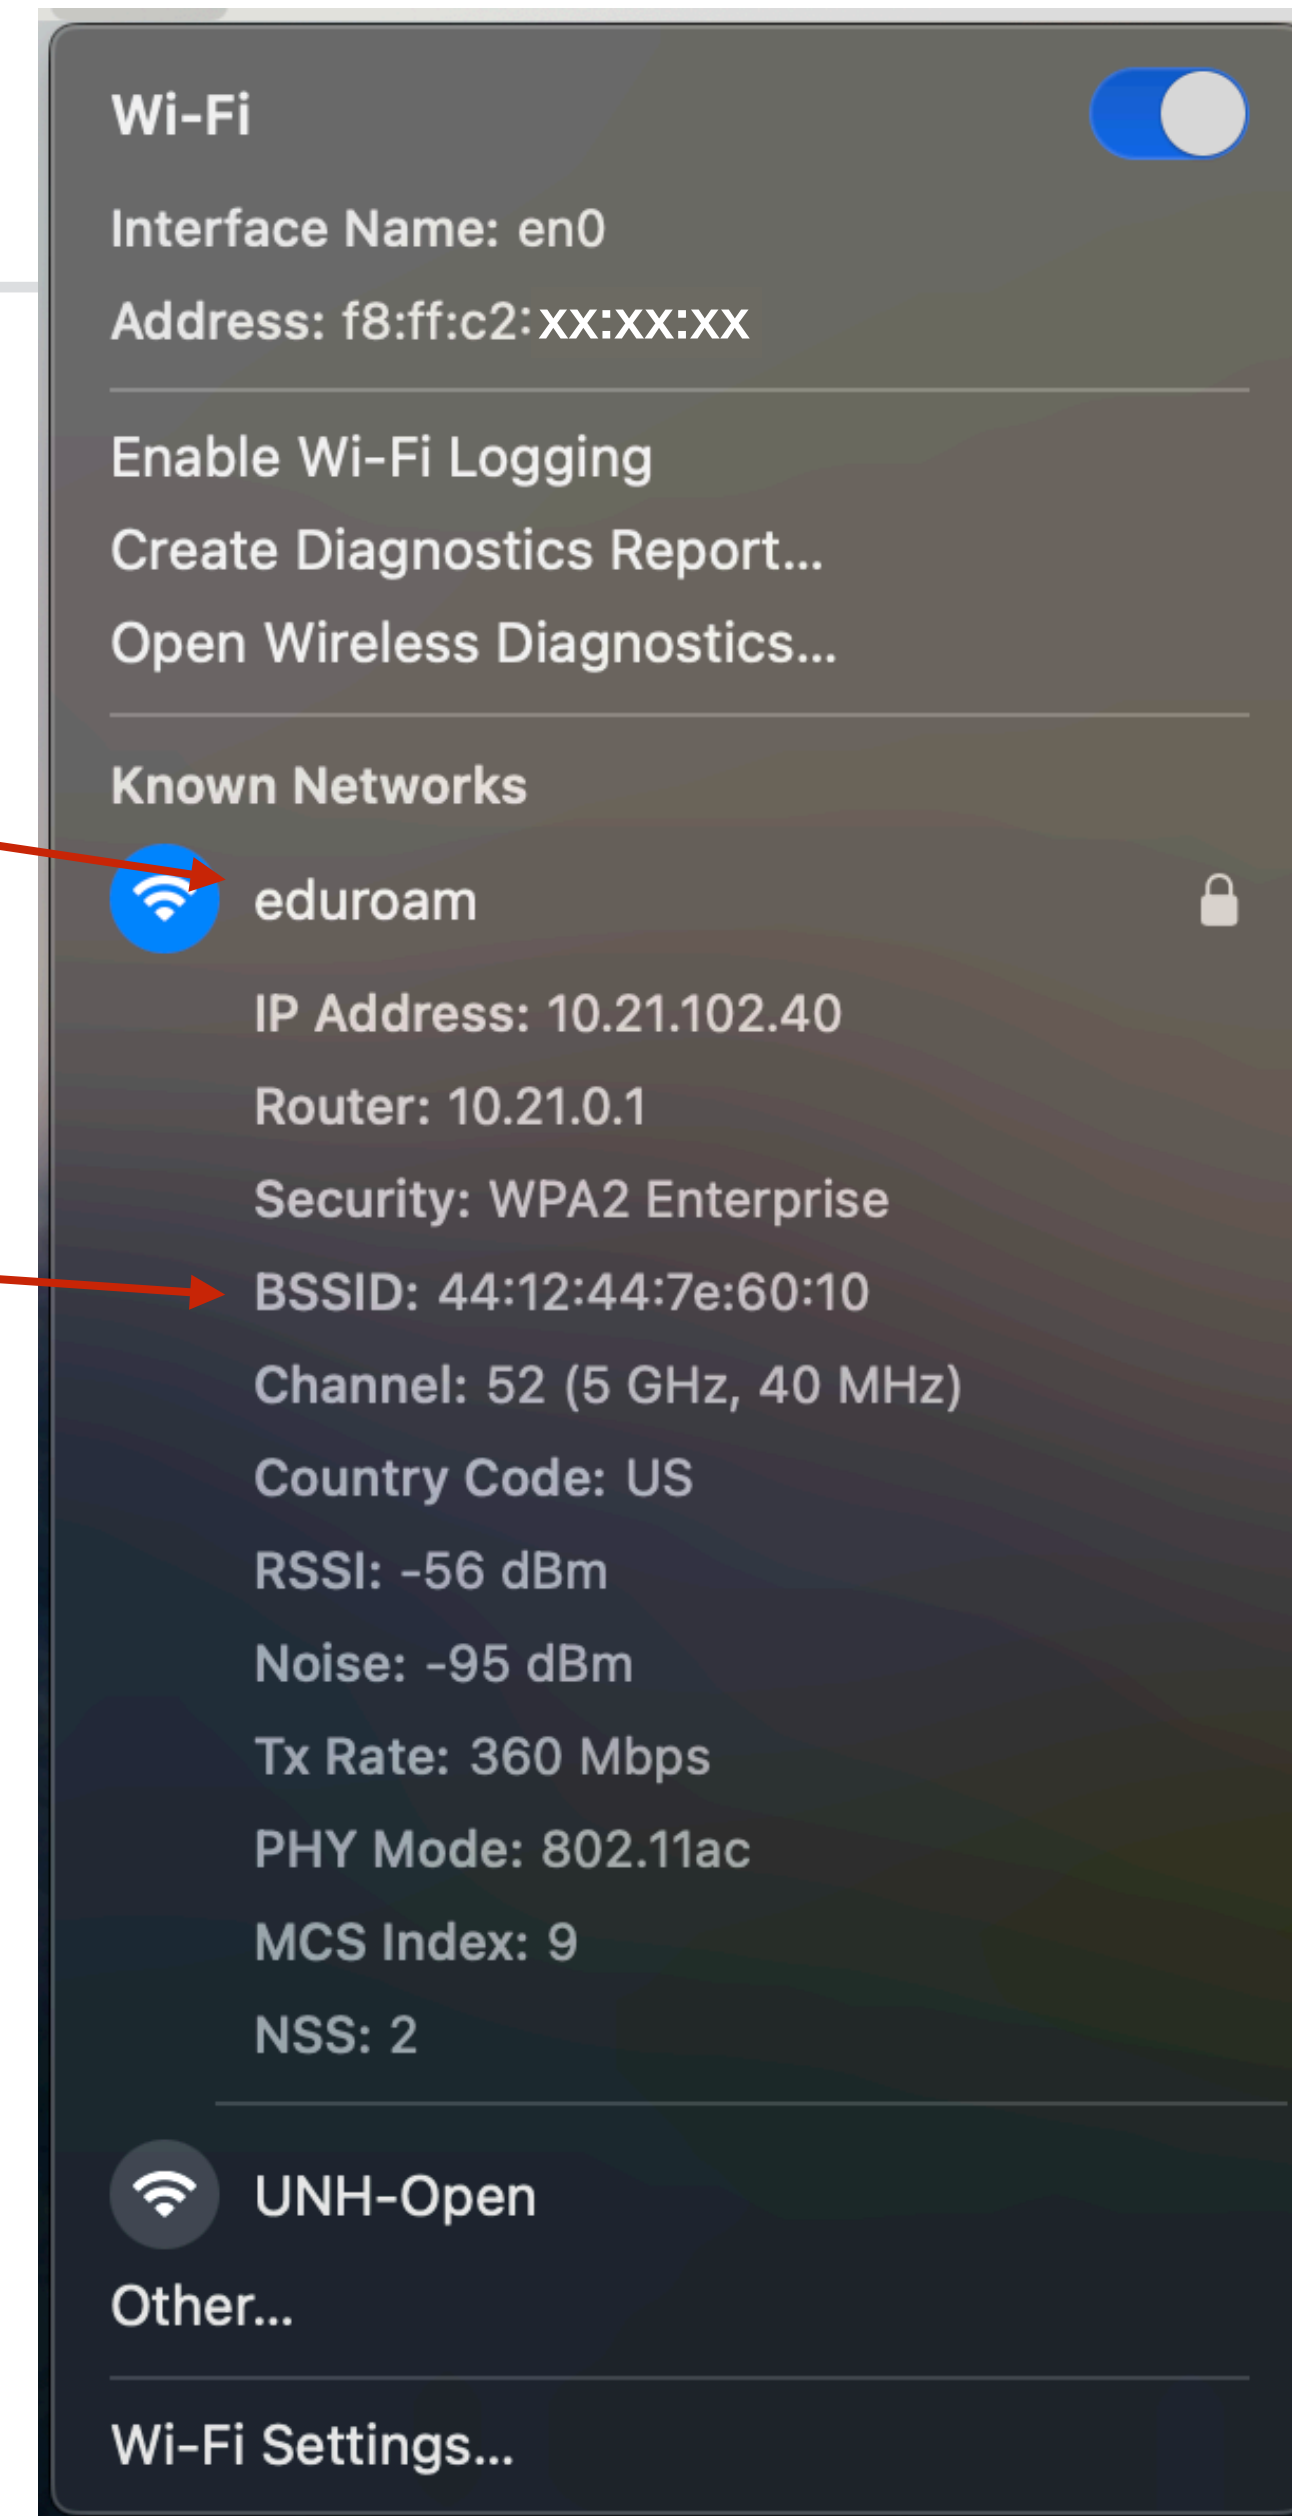 Wi-Fi
Interface Name: en0
Address: f8:ff:c2:xx:xx:xx
Enable Wi-Fi Logging
Create Diagnostics Report...
Open Wireless Diagnostics...
Known Networks
eduroam
IP Address: 10.21.102.40
Router: 10.21.0.1
Security: WPA2 Enterprise
BSSID: 44:12:44:7e:60:10
Channel: 52 (5 GHz, 40 MHz)
Country Code: US
RSSI: -56 dBm
Noise: -95 dBm
Tx Rate: 360 Mbps
PHY Mode: 802.11ac
MCS Index: 9
NSS: 2
UNH-Open
Other...
Wi-Fi Settings...